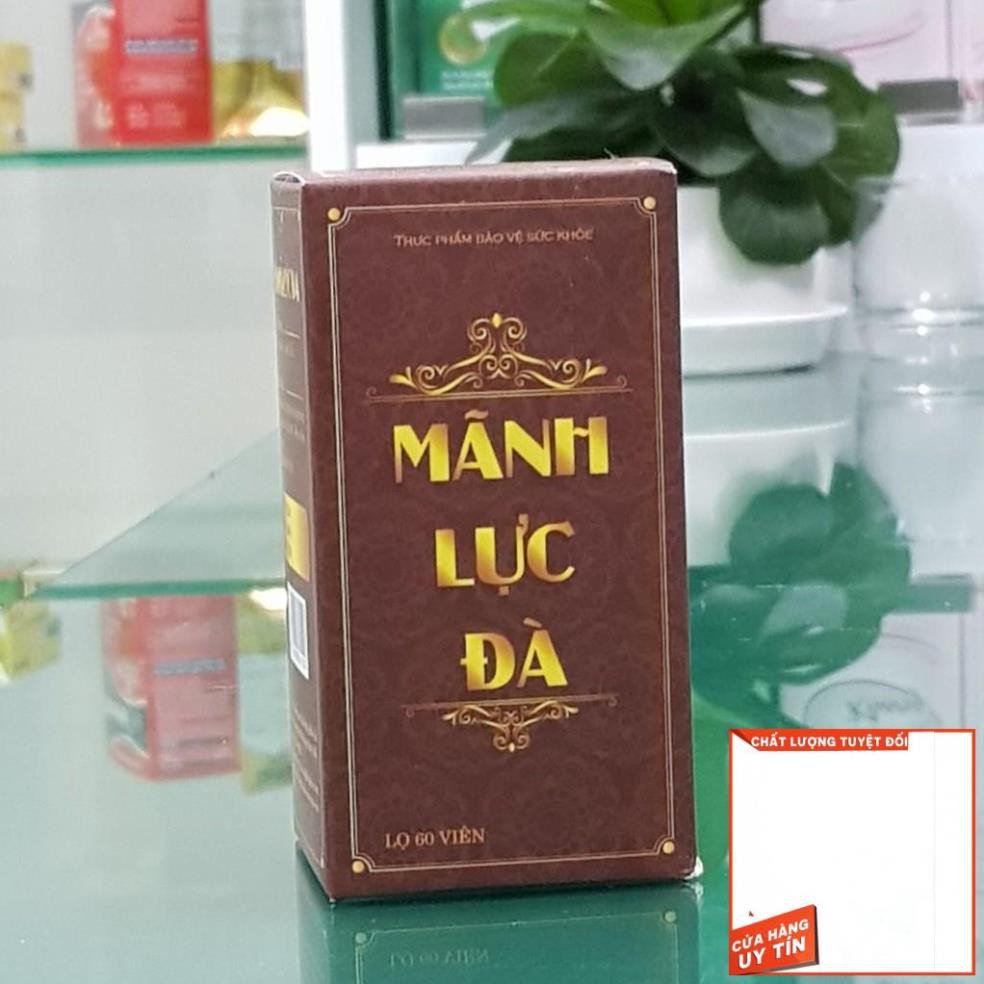 THỰC PHẨM BẢO VỆ SỨC KHỎE
MÃNH
LỰC
ĐÀ
LỌ 60 VIÊN
CHẤT LƯỢNG TUYỆT ĐỐI
CỬA HÀNG
UY TÍN